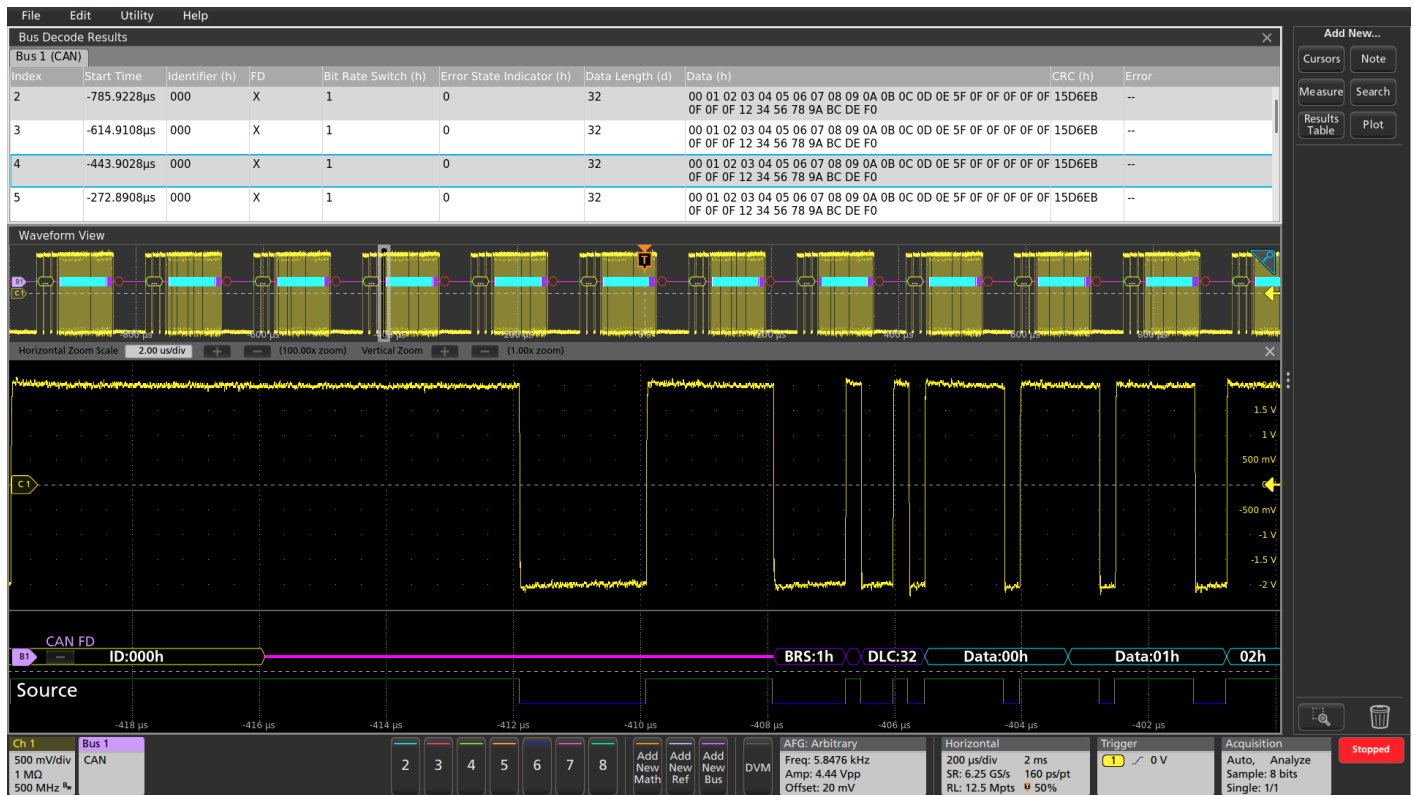 File Edit Utility Help
Bus Decode Results
Add New...
Bus 1 (CAN)
Cursors Note
Index Start Time Identifier (h) FD Bit Rate Switch (h) Error State Indicator (h) Data Length (d) Data (h) CRC (h) Error
2 -785.9228µs 000 X 1 0 32 00 01 02 03 04 05 06 07 08 09 0A 0B 0C 0D 0E 5F 0F 0F 0F 0F 0F 15D6EB --
0F 0F 0F 12 34 56 78 9A BC DE F0
Measure Search
3 -614.9108µs 000 X 1 0 32 00 01 02 03 04 05 06 07 08 09 0A 0B 0C 0D 0E 5F 0F 0F 0F 0F 0F 15D6EB --
0F 0F 0F 12 34 56 78 9A BC DE F0
Results Table Plot
4 -443.9028µs 000 X 1 0 32 00 01 02 03 04 05 06 07 08 09 0A 0B 0C 0D 0E 5F 0F 0F 0F 0F 0F 15D6EB --
0F 0F 0F 12 34 56 78 9A BC DE F0
5 -272.8908µs 000 X 1 0 32 00 01 02 03 04 05 06 07 08 09 0A 0B 0C 0D 0E 5F 0F 0F 0F 0F 0F 15D6EB --
0F 0F 0F 12 34 56 78 9A BC DE F0
Waveform View
T
B1
C 1
Horizontal Zoom Scale 2.00 us/div + — (100.00x zoom) Vertical Zoom + — (1.00x zoom)
1.5 V
1 V
500 mV
C 1
-500 mV
-1 V
-1.5 V
-2 V
CAN FD
B1 — ID:000h BRS:1h DLC:32 Data:00h Data:01h 02h
Source
-418 µs -416 µs -414 µs -412 µs -410 µs -408 µs -406 µs -404 µs -402 µs
Ch 1
500 mV/div
1 MΩ
500 MHz
Bus 1
CAN
2 3 4 5 6 7 8
Add New Math
Add New Ref
Add New Bus
DVM
AFG: Arbitrary
Freq: 5.8476 kHz
Amp: 4.44 Vpp
Offset: 20 mV
Horizontal
200 µs/div 2 ms
SR: 6.25 GS/s 160 ps/pt
RL: 12.5 Mpts 50%
Trigger
1 0 V
Acquisition
Auto, Analyze
Sample: 8 bits
Single: 1/1
Stopped